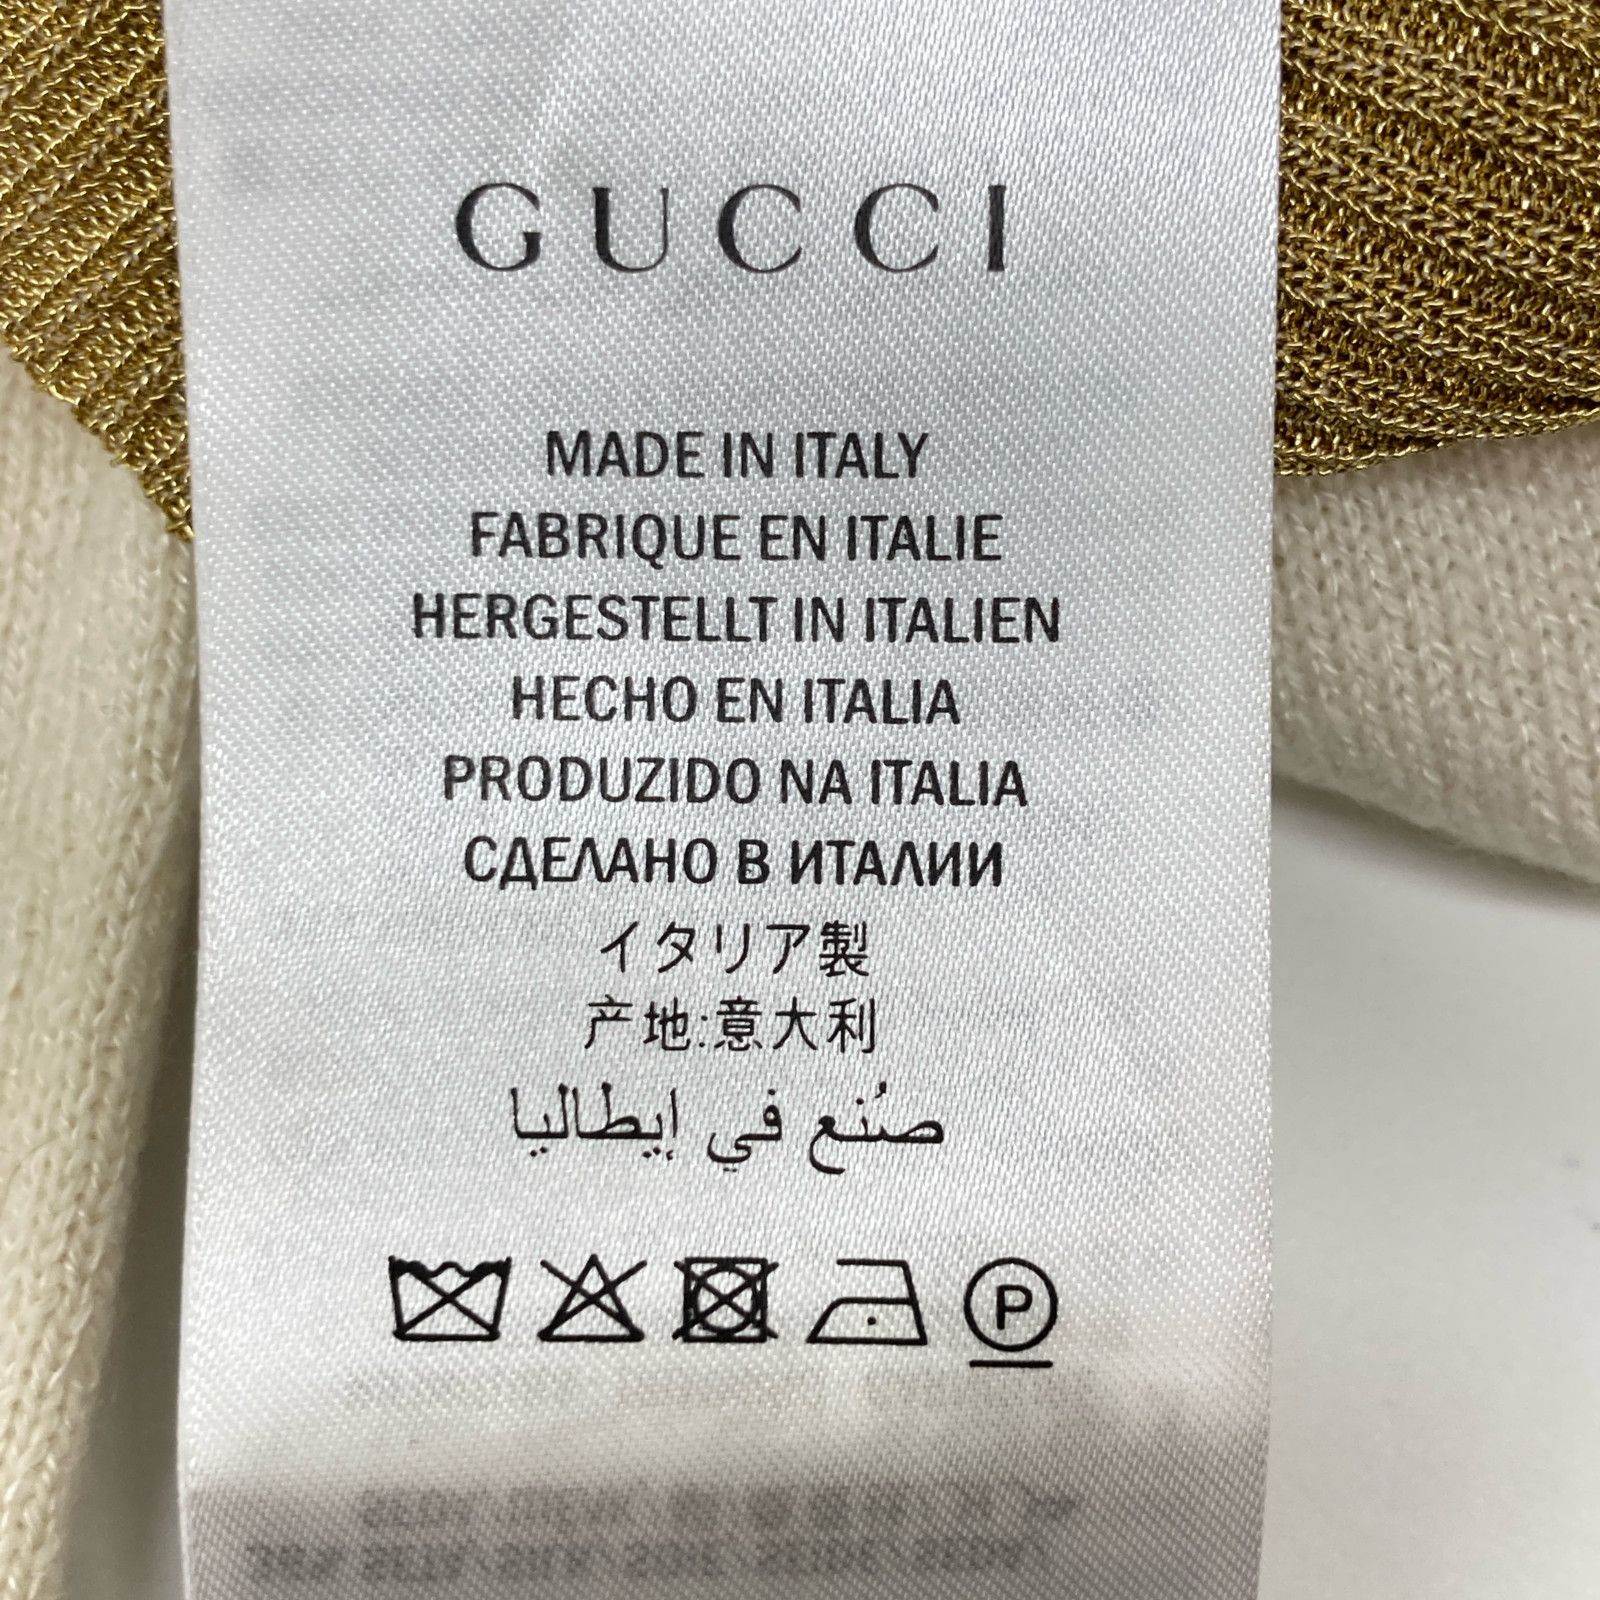 GUCCI
MADE IN ITALY
FABRIQUE EN ITALIE
HERGESTELLT IN ITALIEN
HECHO EN ITALIA
PRODUZIDO NA ITALIA
СДЕЛАНО В ИТАЛИИ
イタリア製
产地:意大利
صُنع في إيطاليا
P